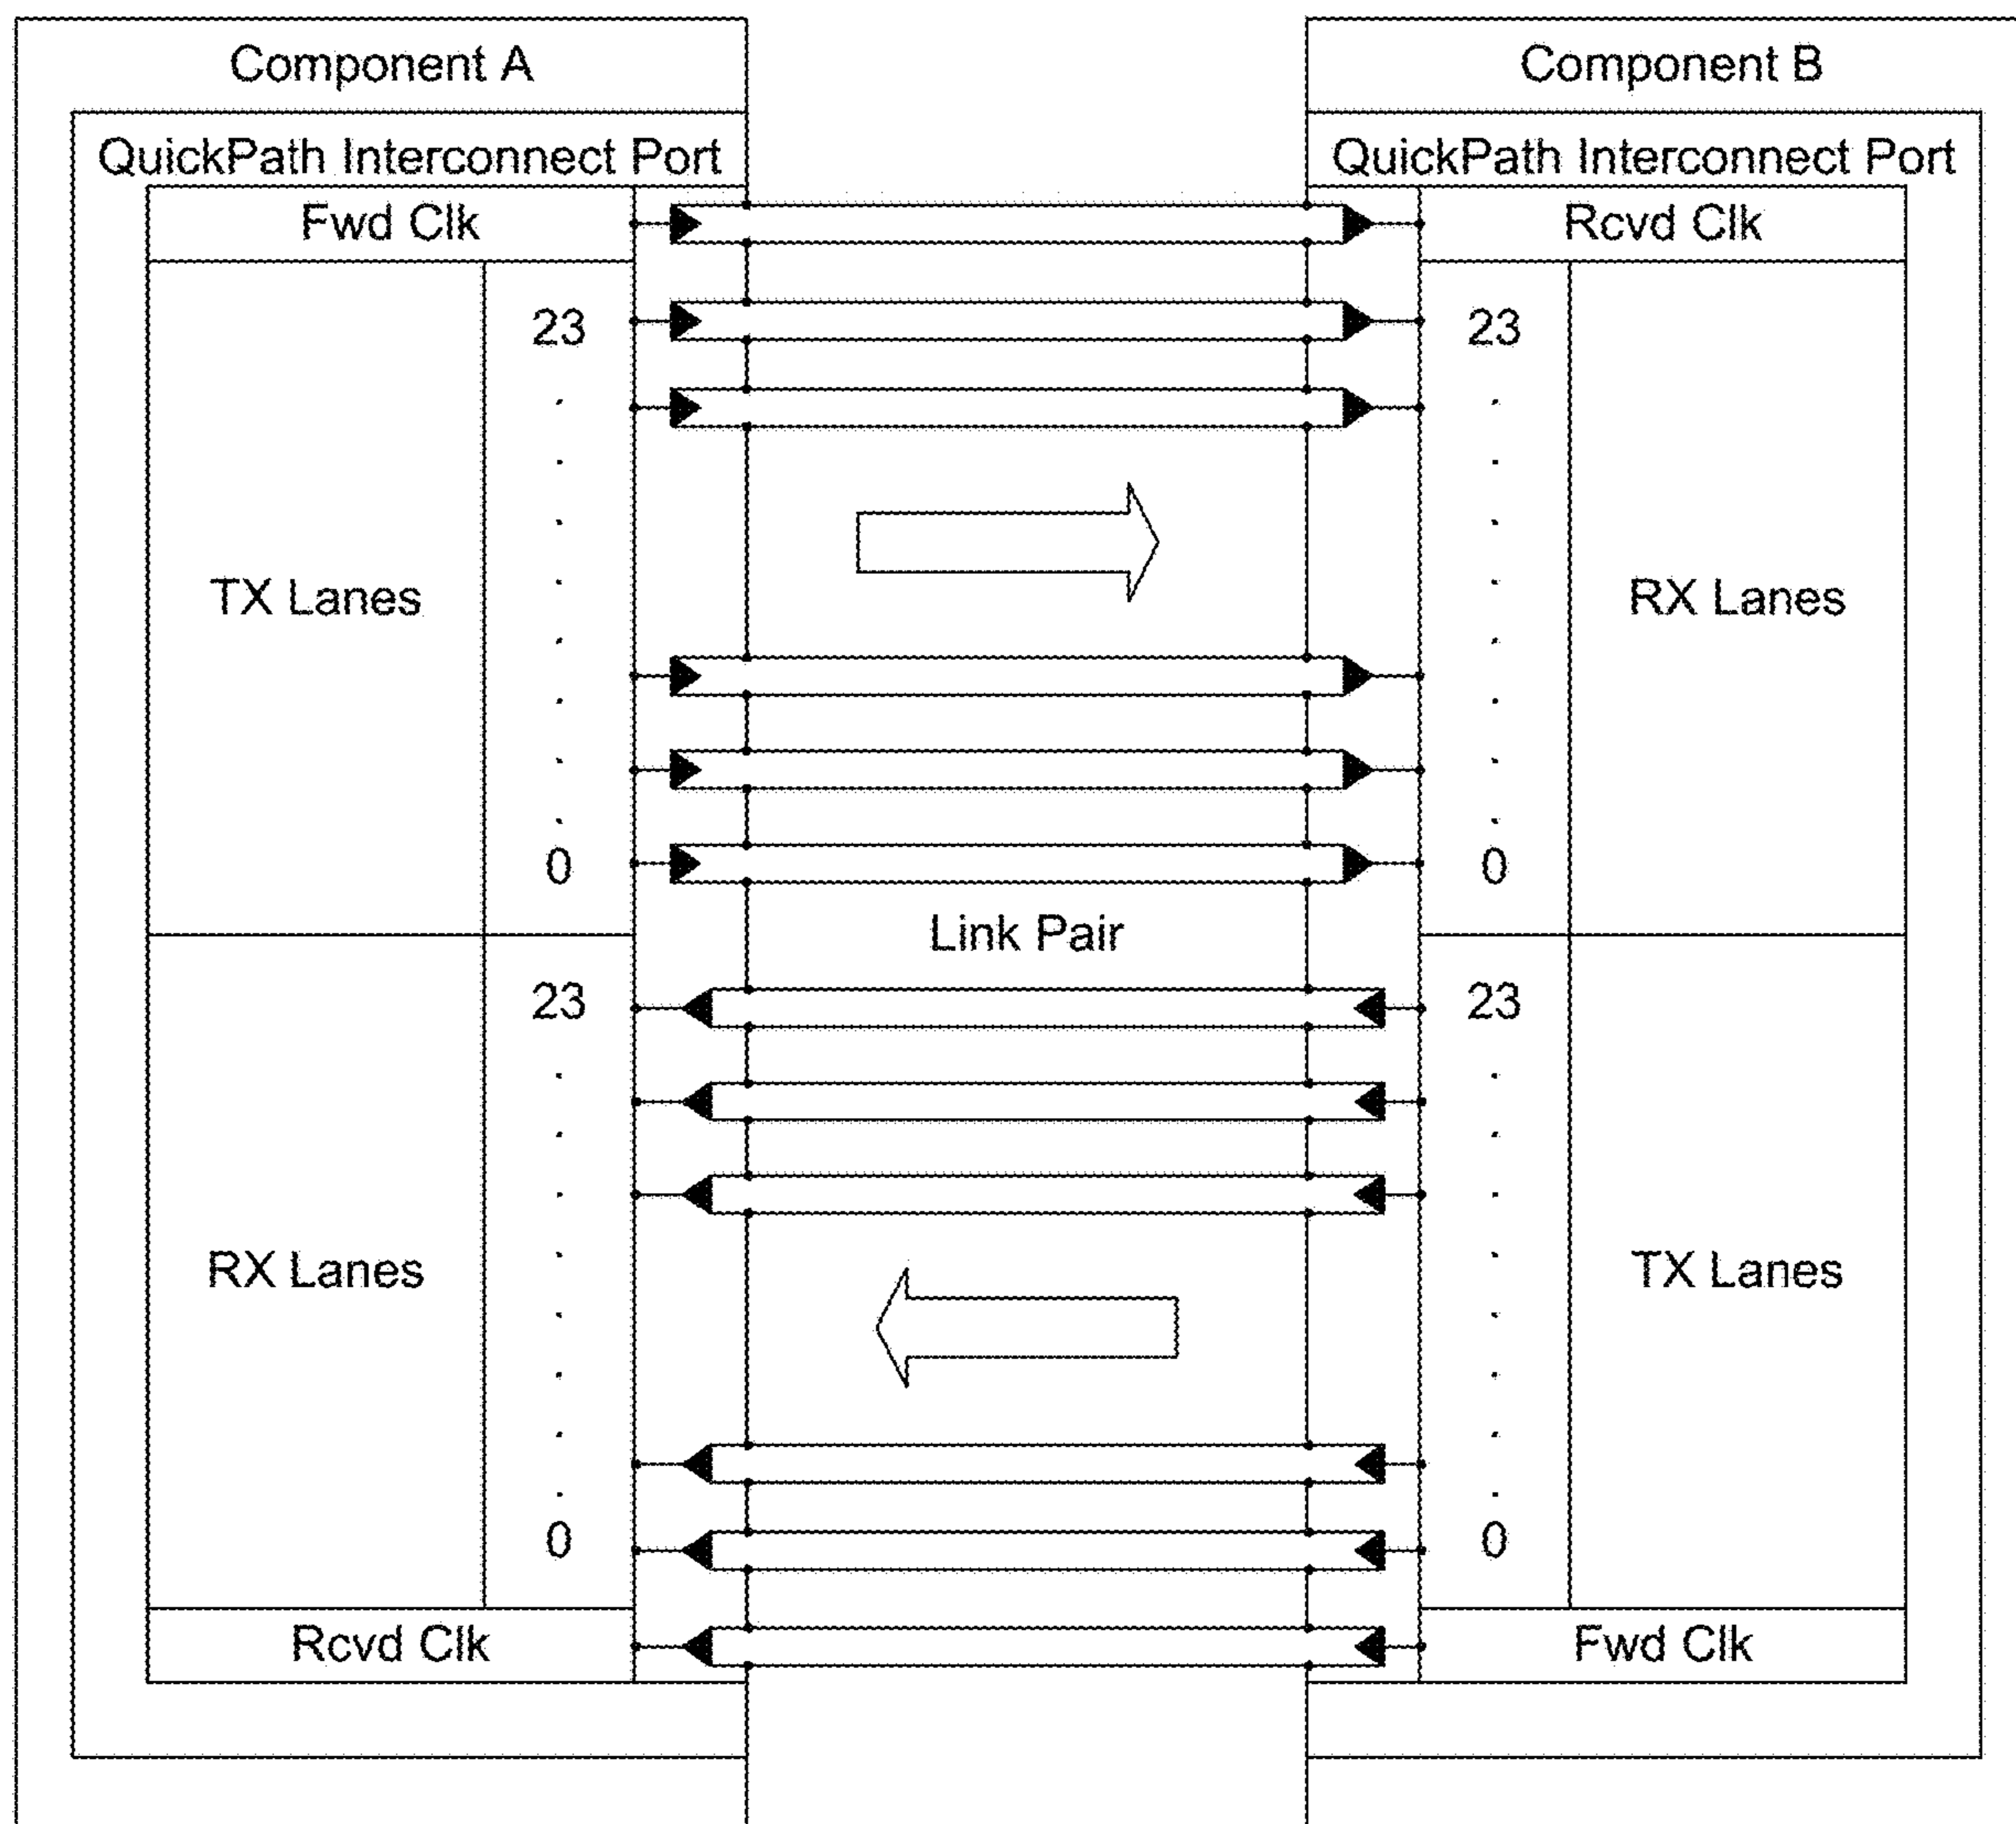 Component A
QuickPath Interconnect Port
Fwd Clk
TX Lanes
23
0
RX Lanes
23
0
Rcvd Clk
Link Pair
Component B
QuickPath Interconnect Port
Rcvd Clk
23
0
RX Lanes
23
0
TX Lanes
Fwd Clk